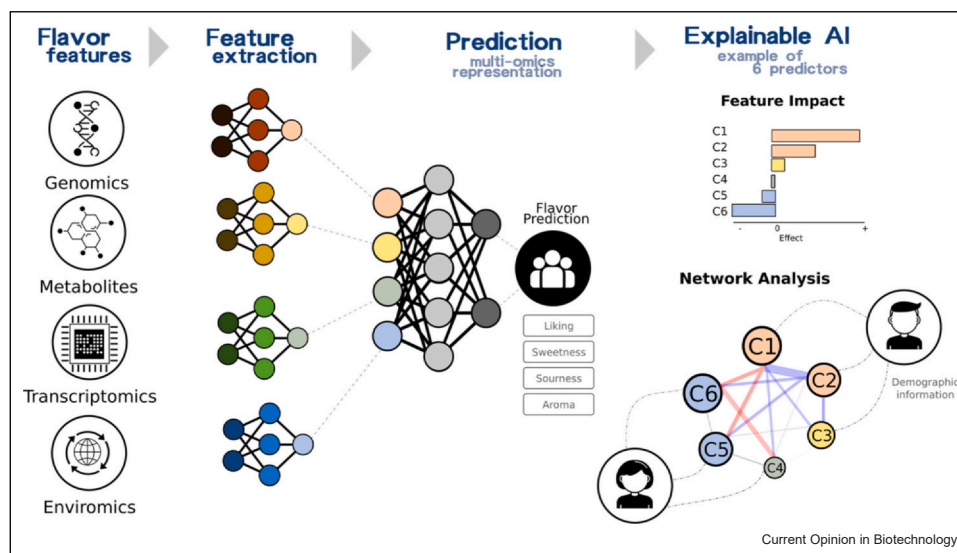 Flavor
features
Feature
extraction
Prediction
multi-omics
representation
Explainable AI
example of
6 predictors
Genomics
Metabolites
Transcriptomics
Enviromics
Flavor
Prediction
Liking
Sweetness
Sourness
Aroma
Feature Impact
C1
C2
C3
C4
C5
C6
- 0 +
Effect
Network Analysis
C1
C2
C6
C3
C5
C4
Demographic
information
Current Opinion in Biotechnology